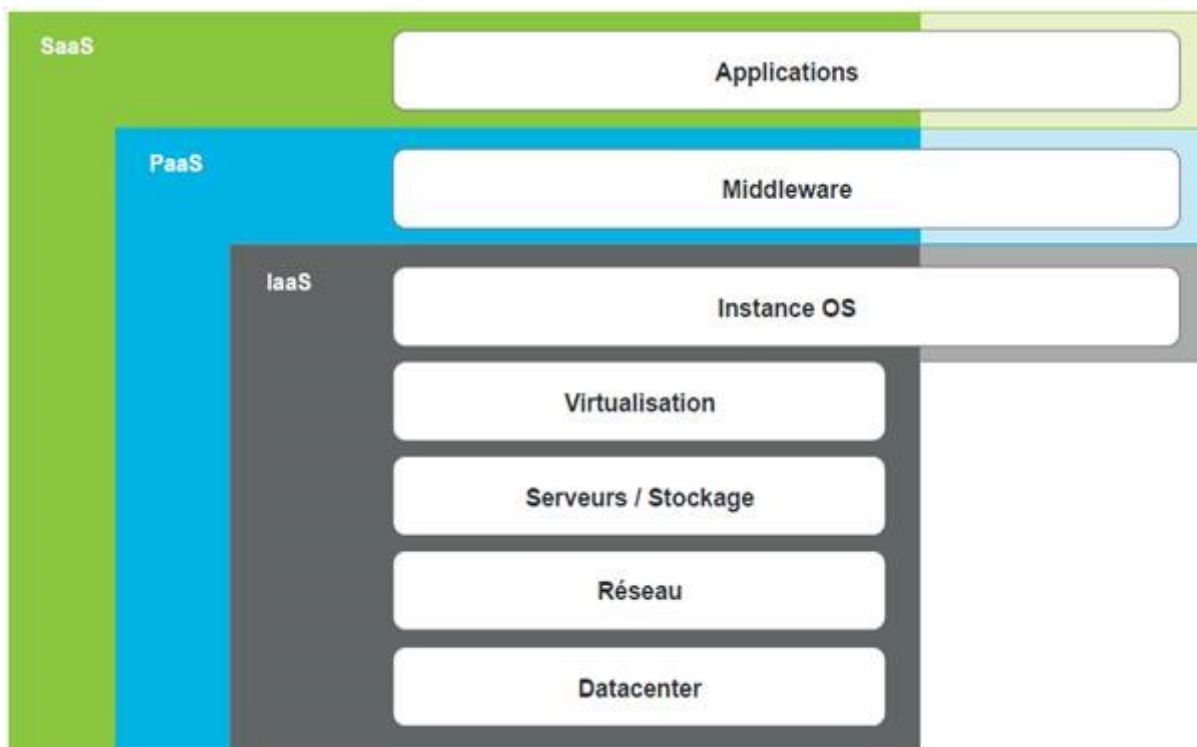 SaaS
Applications
PaaS
Middleware
IaaS
Instance OS
Virtualisation
Serveurs / Stockage
Réseau
Datacenter